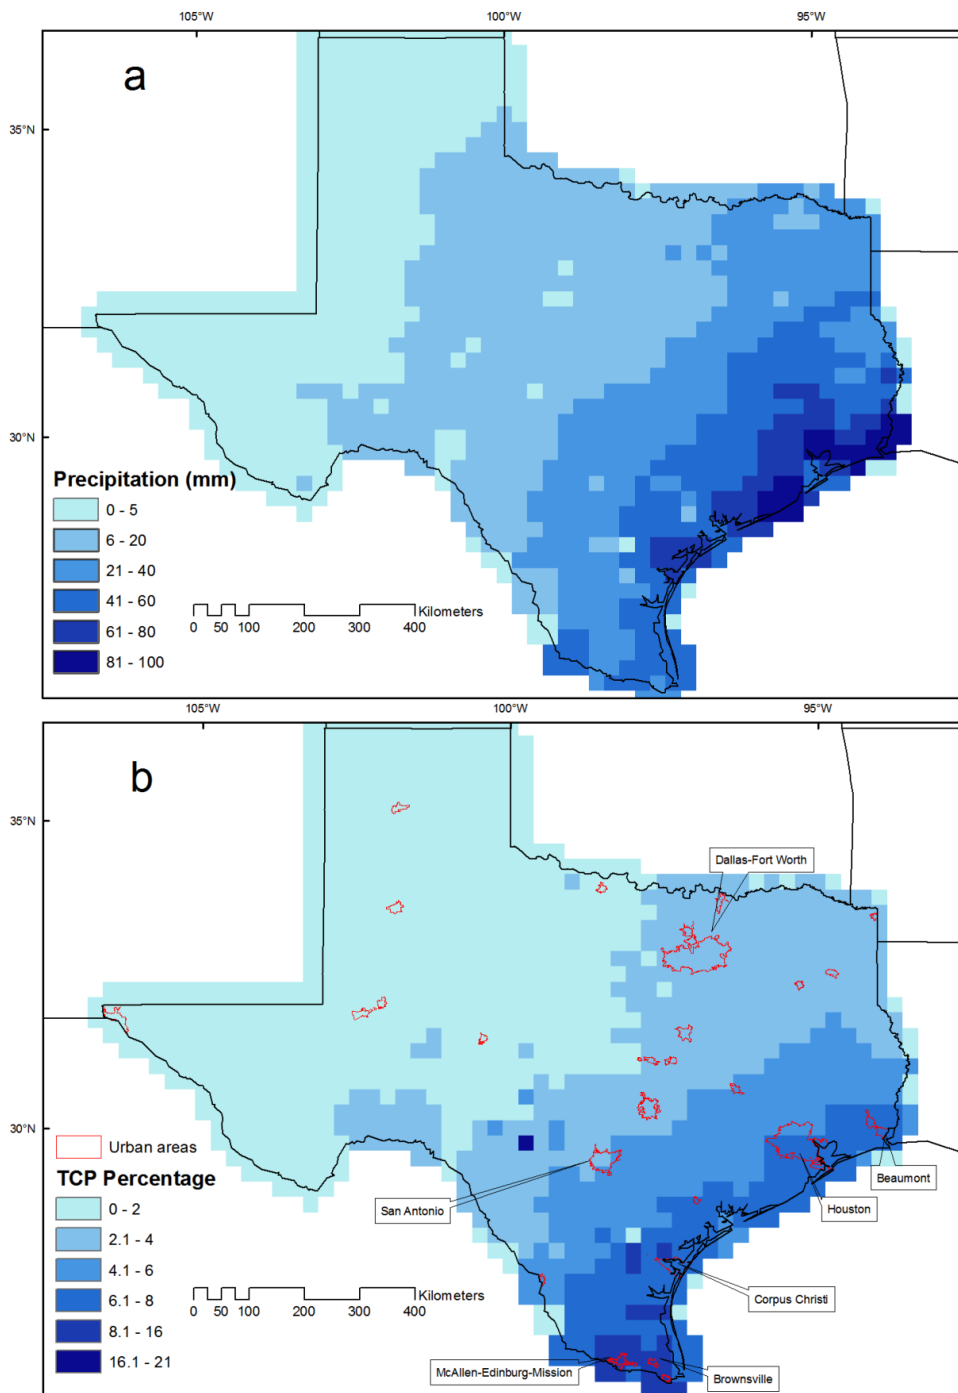 105°W 100°W 95°W
a
35°N
30°N
Precipitation (mm)
0 - 5
6 - 20
21 - 40
41 - 60
61 - 80
81 - 100
Kilometers
0 50 100 200 300 400
105°W 100°W 95°W
b
35°N
Dallas-Fort Worth
30°N
Urban areas
TCP Percentage
0 - 2
2.1 - 4
4.1 - 6
6.1 - 8
8.1 - 16
16.1 - 21
San Antonio
Beaumont
Houston
Kilometers
0 50 100 200 300 400
Corpus Christi
McAllen-Edinburg-Mission
Brownsville